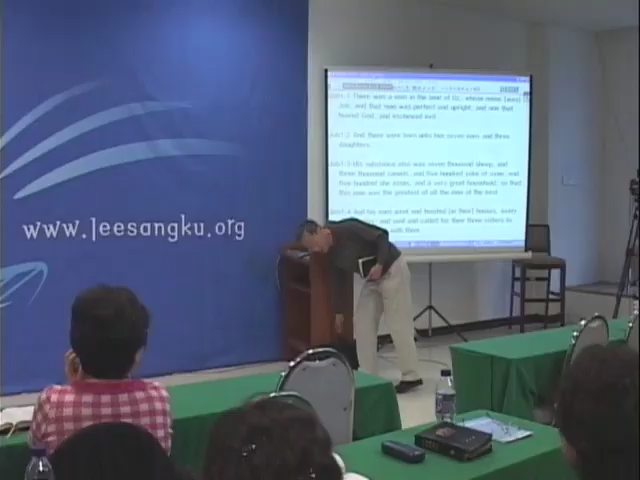 www.leesangku.org
Job1:1 There was a man in the land of Uz, whose name [was]
Job; and that man was perfect and upright, and one that
feared God, and eschewed evil.
Job1:2 And there were born unto him seven sons and three
daughters.
Job1:3 His substance also was seven thousand sheep, and
three thousand camels, and five hundred yoke of oxen, and
five hundred she asses, and a very great household; so that
this man was the greatest of all the men of the east.
Job1:4 And his sons went and feasted [in their] houses, every
and sent and called for their three sisters to
with them.